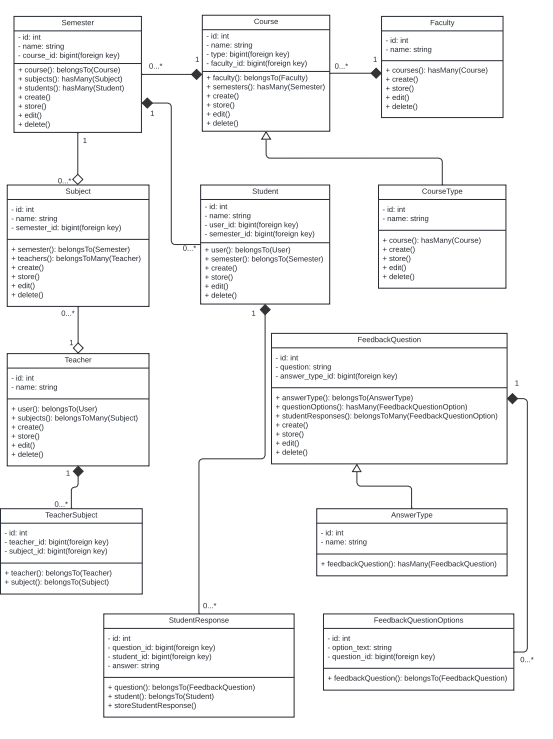 Semester
- id: int
- name: string
- course_id: bigint(foreign key)
+ course(): belongsTo(Course)
+ subjects(): hasMany(Subject)
+ students(): hasMany(Student)
+ create()
+ store()
+ edit()
+ delete()
Course
- id: int
- name: string
- type: bigint(foreign key)
- faculty_id: bigint(foreign key)
+ faculty(): belongsTo(Faculty)
+ semesters(): hasMany(Semester)
+ create()
+ store()
+ edit()
+ delete()
Faculty
- id: int
- name: string
+ courses(): hasMany(Course)
+ create()
+ store()
+ edit()
+ delete()
0...*
1
0...*
1
1
1
0...*
0...*
Subject
- id: int
- name: string
- semester_id: bigint(foreign key)
+ semester(): belongsTo(Semester)
+ teachers(): belongsToMany(Teacher)
+ create()
+ store()
+ edit()
+ delete()
Student
- id: int
- name: string
- user_id: bigint(foreign key)
- semester_id: bigint(foreign key)
+ user(): belongsTo(User)
+ semester(): belongsTo(Semester)
+ create()
+ store()
+ edit()
+ delete()
CourseType
- id: int
- name: string
+ course(): hasMany(Course)
+ create()
+ store()
+ edit()
+ delete()
0...*
1
1
Teacher
- id: int
- name: string
+ user(): belongsTo(User)
+ subjects(): belongsToMany(Subject)
+ create()
+ store()
+ edit()
+ delete()
FeedbackQuestion
- id: int
- question: string
- answer_type_id: bigint(foreign key)
+ answerType(): belongsTo(AnswerType)
+ questionOptions(): hasMany(FeedbackQuestionOption)
+ studentResponses(): belongsToMany(FeedbackQuestionOption)
+ create()
+ store()
+ edit()
+ delete()
1
1
0...*
TeacherSubject
- id: int
- teacher_id: bigint(foreign key)
- subject_id: bigint(foreign key)
+ teacher(): belongsTo(Teacher)
+ subject(): belongsTo(Subject)
AnswerType
- id: int
- name: string
+ feedbackQuestion(): hasMany(FeedbackQuestion)
0...*
StudentResponse
- id: int
- question_id: bigint(foreign key)
- student_id: bigint(foreign key)
- answer: string
+ question(): belongsTo(FeedbackQuestion)
+ student(): belongsTo(Student)
+ storeStudentResponse()
FeedbackQuestionOptions
- id: int
- option_text: string
- question_id: bigint(foreign key)
+ feedbackQuestion(): belongsTo(FeedbackQuestion)
0...*